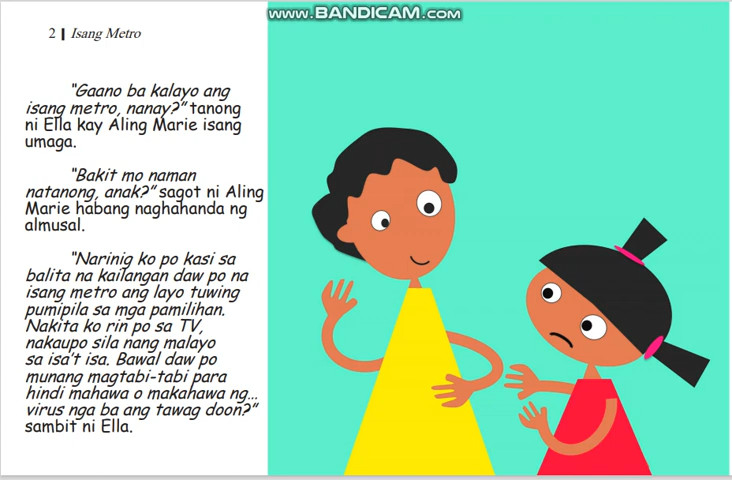 www.BANDICAM.com
2 | Isang Metro
"Gaano ba kalayo ang
isang metro, nanay?" tanong
ni Ella kay Aling Marie isang
umaga.
"Bakit mo naman
natanong, anak?" sagot ni Aling
Marie habang naghahanda ng
almusal.
"Narinig ko po kasi sa
balita na kailangan daw po na
isang metro ang layo tuwing
pumipila sa mga pamilihan.
Nakita ko rin po sa TV,
nakaupo sila nang malayo
sa isa't isa. Bawal daw po
munang magtabi-tabi para
hindi mahawa o makahawa ng...
virus nga ba ang tawag doon?"
sambit ni Ella.